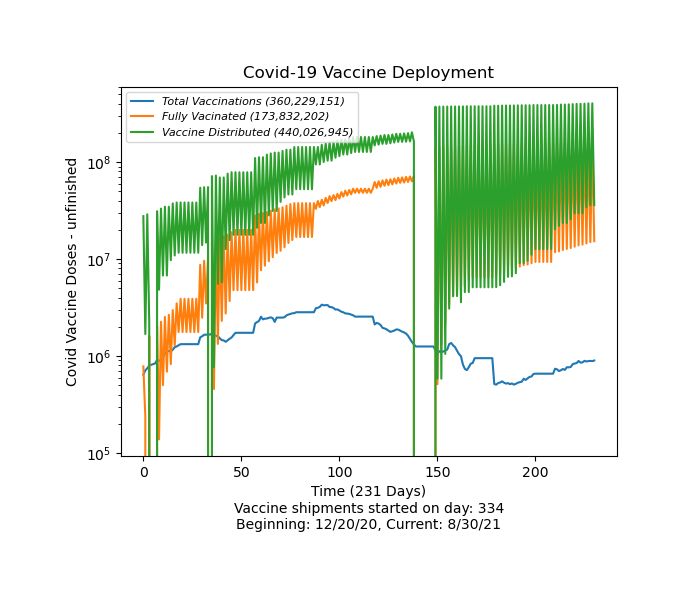 Covid-19 Vaccine Deployment
Total Vaccinations (360,229,151)
Fully Vacinated (173,832,202)
Vaccine Distributed (440,026,945)
Covid Vaccine Doses - unfinished
10⁸
10⁷
10⁶
10⁵
0 50 100 150 200
Time (231 Days)
Vaccine shipments started on day: 334
Beginning: 12/20/20, Current: 8/30/21